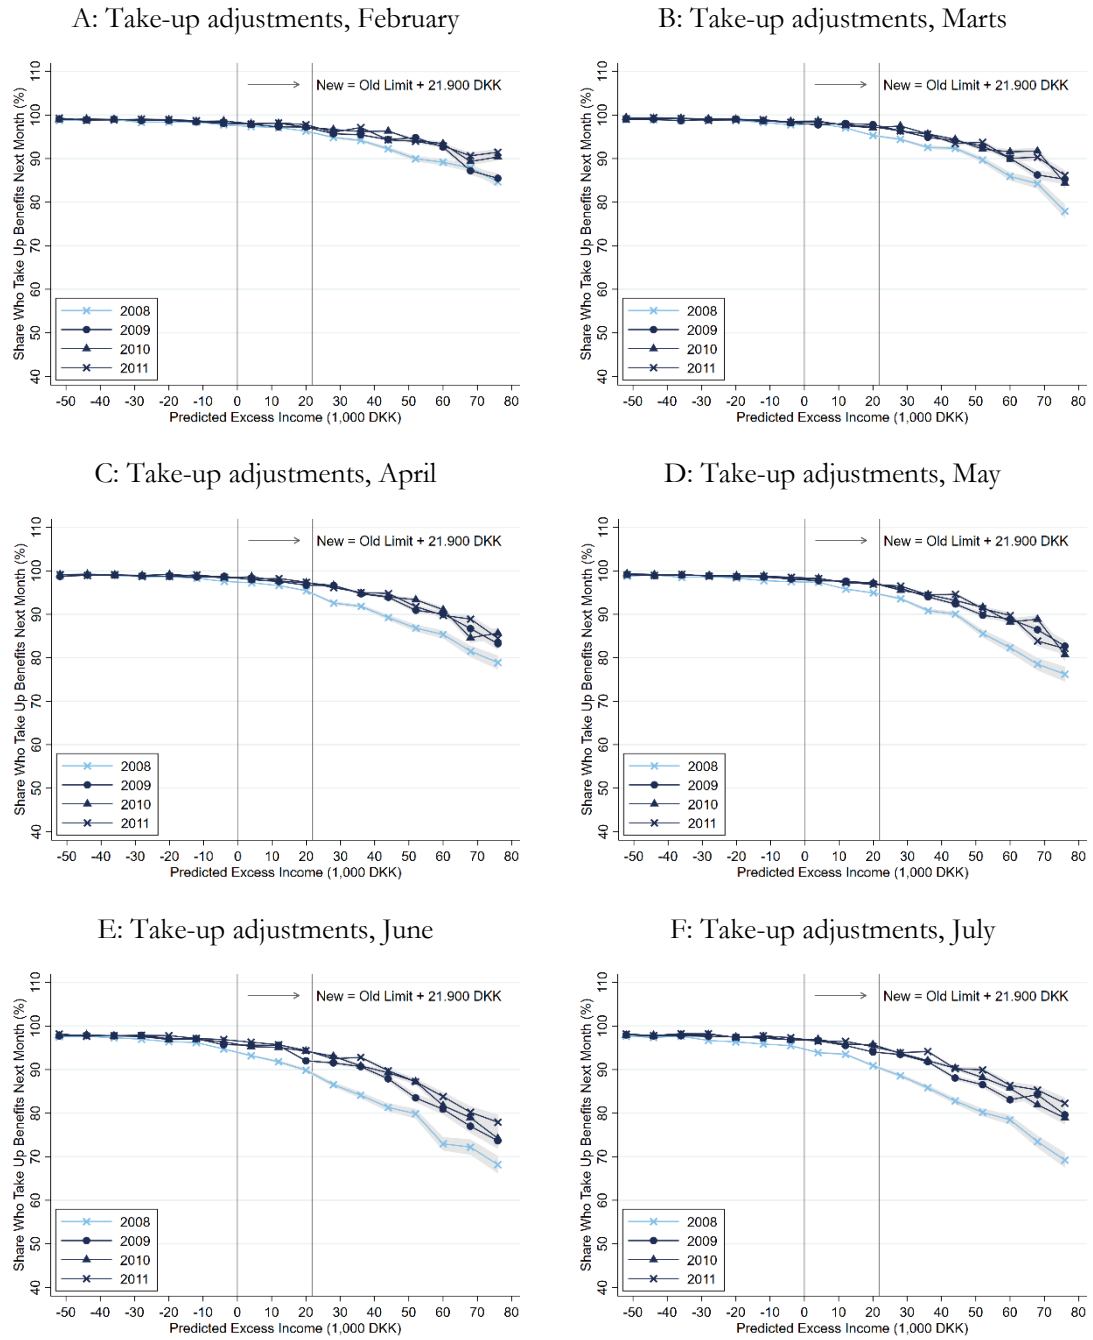 A: Take-up adjustments, February
B: Take-up adjustments, Marts
Share Who Take Up Benefits Next Month (%)
110
100
90
80
70
60
50
40
New = Old Limit + 21.900 DKK
2008
2009
2010
2011
-50 -40 -30 -20 -10 0 10 20 30 40 50 60 70 80
Predicted Excess Income (1,000 DKK)
Share Who Take Up Benefits Next Month (%)
110
100
90
80
70
60
50
40
New = Old Limit + 21.900 DKK
2008
2009
2010
2011
-50 -40 -30 -20 -10 0 10 20 30 40 50 60 70 80
Predicted Excess Income (1,000 DKK)
C: Take-up adjustments, April
D: Take-up adjustments, May
Share Who Take Up Benefits Next Month (%)
110
100
90
80
70
60
50
40
New = Old Limit + 21.900 DKK
2008
2009
2010
2011
-50 -40 -30 -20 -10 0 10 20 30 40 50 60 70 80
Predicted Excess Income (1,000 DKK)
Share Who Take Up Benefits Next Month (%)
110
100
90
80
70
60
50
40
New = Old Limit + 21.900 DKK
2008
2009
2010
2011
-50 -40 -30 -20 -10 0 10 20 30 40 50 60 70 80
Predicted Excess Income (1,000 DKK)
E: Take-up adjustments, June
F: Take-up adjustments, July
Share Who Take Up Benefits Next Month (%)
110
100
90
80
70
60
50
40
New = Old Limit + 21.900 DKK
2008
2009
2010
2011
-50 -40 -30 -20 -10 0 10 20 30 40 50 60 70 80
Predicted Excess Income (1,000 DKK)
Share Who Take Up Benefits Next Month (%)
110
100
90
80
70
60
50
40
New = Old Limit + 21.900 DKK
2008
2009
2010
2011
-50 -40 -30 -20 -10 0 10 20 30 40 50 60 70 80
Predicted Excess Income (1,000 DKK)